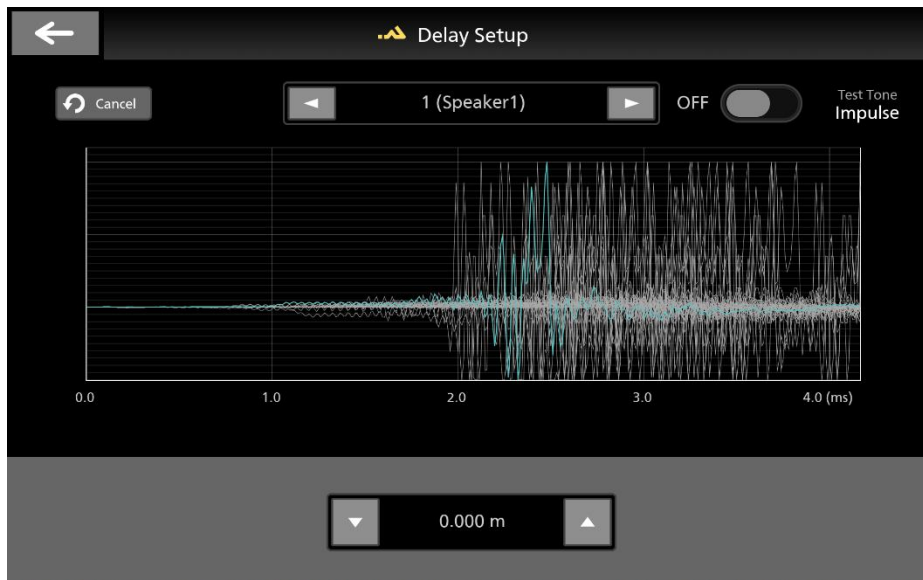 Delay Setup
Cancel
1 (Speaker1)
OFF
Test Tone
Impulse
0.0 1.0 2.0 3.0 4.0 (ms)
0.000 m